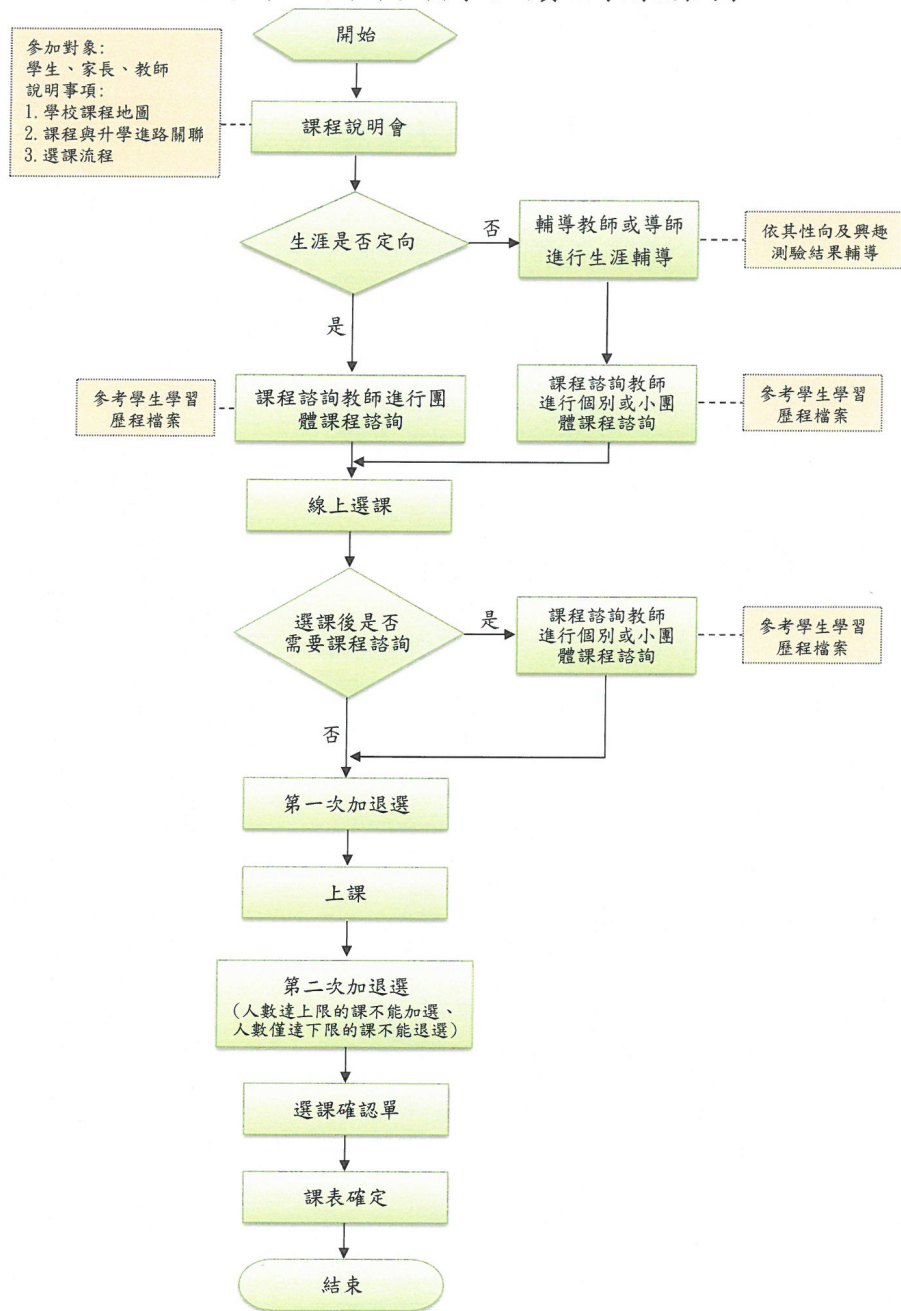 開始
參加對象:
學生、家長、教師
說明事項:
1.學校課程地圖
2.課程與升學進路關聯
3.選課流程
課程說明會
生涯是否定向
否
輔導教師或導師
進行生涯輔導
依其性向及興趣
測驗結果輔導
是
參考學生學習
歷程檔案
課程諮詢教師進行團
體課程諮詢
課程諮詢教師
進行個別或小團
體課程諮詢
參考學生學習
歷程檔案
線上選課
選課後是否
需要課程諮詢
是
課程諮詢教師
進行個別或小團
體課程諮詢
參考學生學習
歷程檔案
否
第一次加退選
上課
第二次加退選
(人數達上限的課不能加選、
人數僅達下限的課不能退選)
選課確認單
課表確定
結束